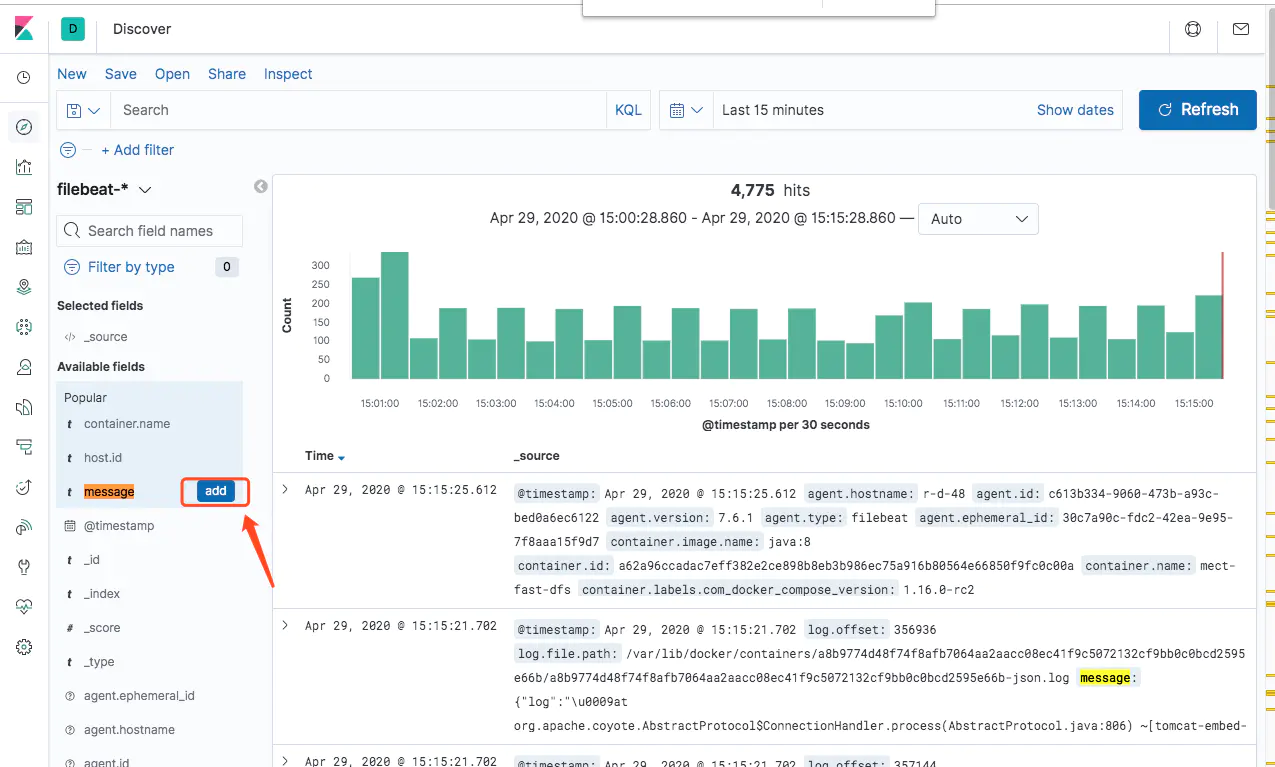 D Discover
New Save Open Share Inspect
Search KQL Last 15 minutes Show dates Refresh
+ Add filter
filebeat-*
Search field names
Filter by type 0
Selected fields
</> _source
Available fields
Popular
t container.name
t host.id
t message add
@timestamp
t _id
t _index
# _score
t _type
? agent.ephemeral_id
? agent.hostname
? agent.id
4,775 hits
Apr 29, 2020 @ 15:00:28.860 - Apr 29, 2020 @ 15:15:28.860 — Auto
Count
300
250
200
150
100
50
0
15:01:00 15:02:00 15:03:00 15:04:00 15:05:00 15:06:00 15:07:00 15:08:00 15:09:00 15:10:00 15:11:00 15:12:00 15:13:00 15:14:00 15:15:00
@timestamp per 30 seconds
Time _source
Apr 29, 2020 @ 15:15:25.612 @timestamp: Apr 29, 2020 @ 15:15:25.612 agent.hostname: r-d-48 agent.id: c613b334-9060-473b-a93c-
bed0a6ec6122 agent.version: 7.6.1 agent.type: filebeat agent.ephemeral_id: 30c7a90c-fdc2-42ea-9e95-
7f8aaa15f9d7 container.image.name: java:8
container.id: a62a96ccadac7eff382e2ce898b8eb3b986ec75a916b80564e66850f9fc0c00a container.name: mect-
fast-dfs container.labels.com_docker_compose_version: 1.16.0-rc2
Apr 29, 2020 @ 15:15:21.702 @timestamp: Apr 29, 2020 @ 15:15:21.702 log.offset: 356936
log.file.path: /var/lib/docker/containers/a8b9774d48f74f8afb7064aa2aacc08ec41f9c5072132cf9bb0c0bcd2595
e66b/a8b9774d48f74f8afb7064aa2aacc08ec41f9c5072132cf9bb0c0bcd2595e66b-json.log message:
{"log":"\u0009at
org.apache.coyote.AbstractProtocol$ConnectionHandler.process(AbstractProtocol.java:806) ~[tomcat-embed-
Apr 29, 2020 @ 15:15:21.702 @timestamp: Apr 29, 2020 @ 15:15:21.702 log.offset: 357144